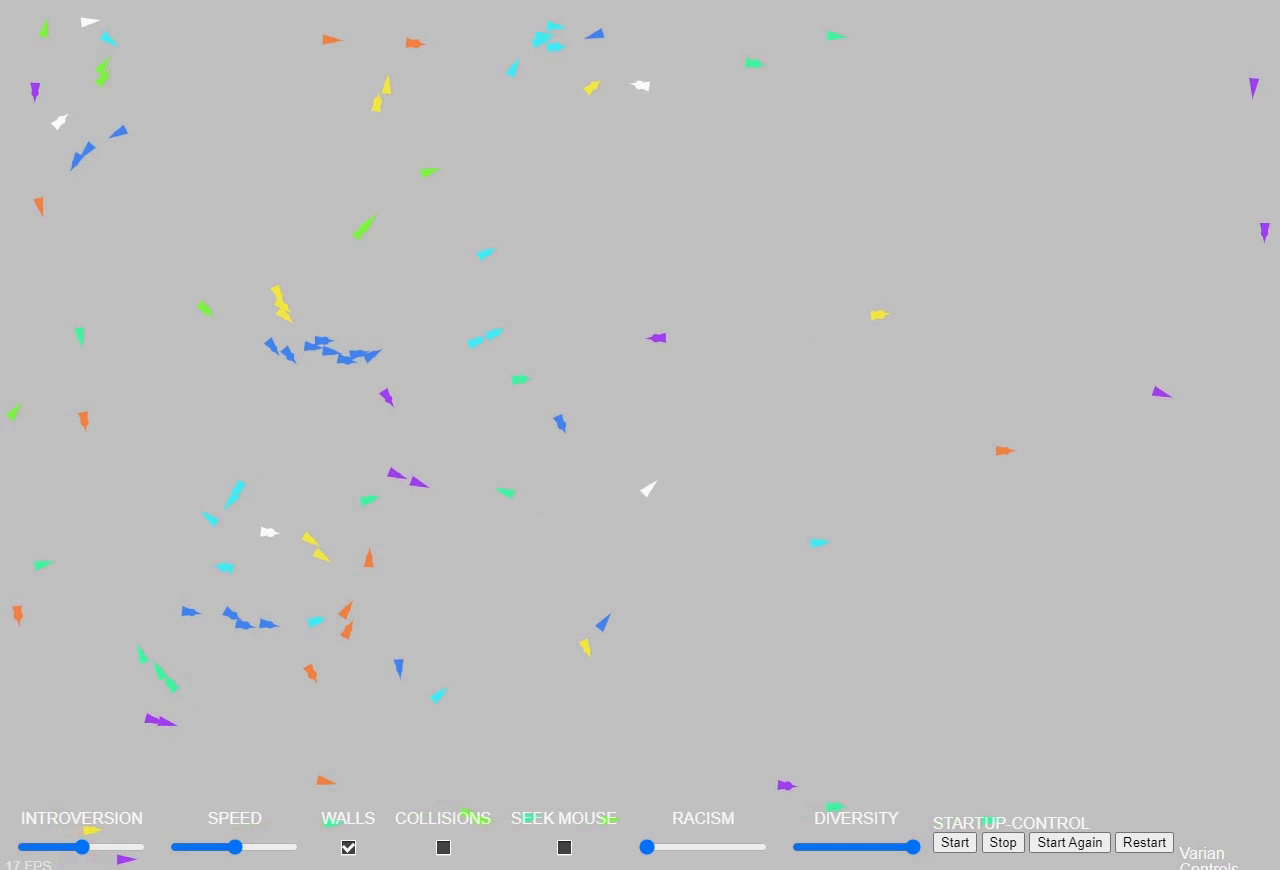 INTROVERSION SPEED WALLS COLLISIONS SEEK MOUSE RACISM DIVERSITY STARTUP-CONTROL
Start Stop Start Again Restart
Varian
Controls
17 FPS